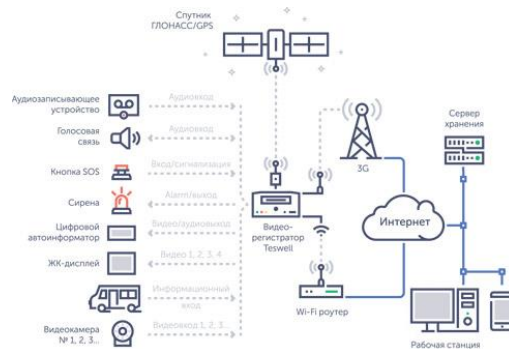 Спутник
ГЛОНАСС/GPS
Аудиозаписывающее
устройство
Аудиовход
Голосовая
связь
Аудиовход
Кнопка SOS
Вход/сигнализация
Сирена
Alarm/выход
Цифровой
автоинформатор
Видео/аудиовыход
ЖК-дисплей
Видео 1, 2, 3, 4
Информационный
вход
Видеокамера
№ 1, 2, 3...
Видеовход 1, 2, 3...
Видео-
регистратор
Teswell
3G
Wi-Fi роутер
Интернет
Сервер
хранения
Рабочая станция